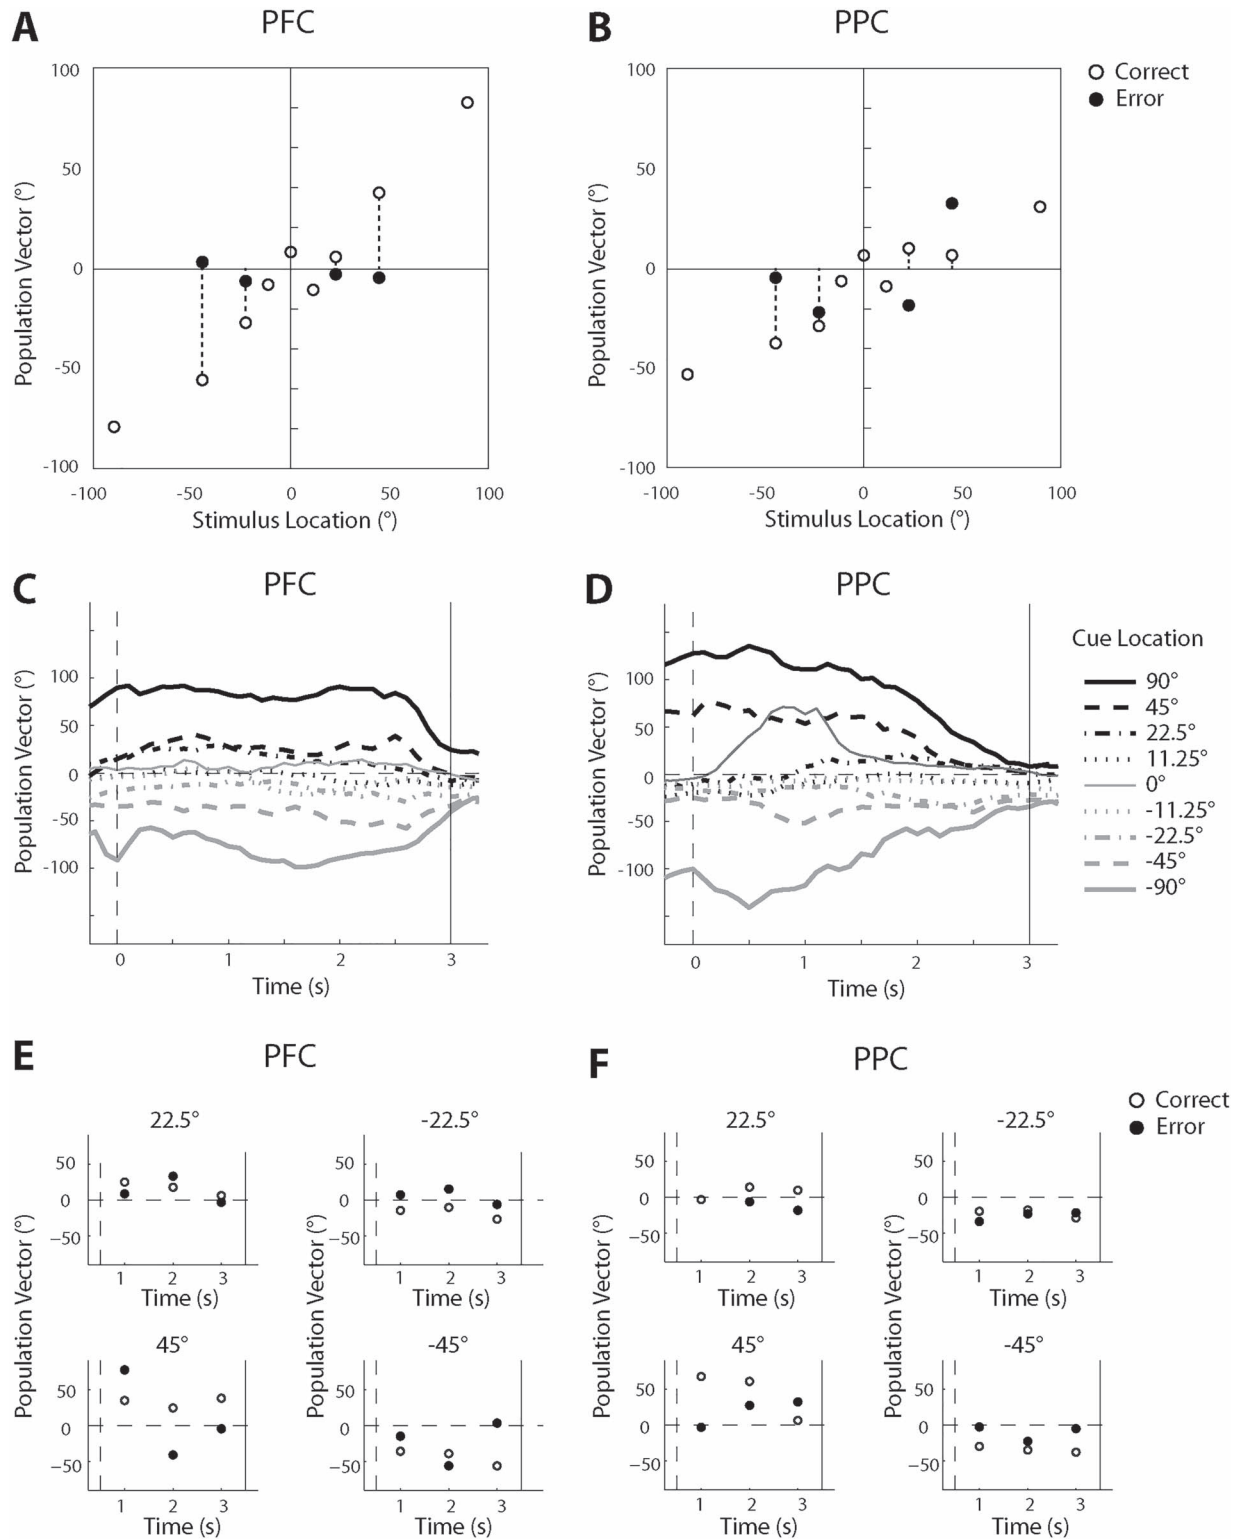 A PFC
B PPC
100
50
0
-50
-100
Population Vector (°)
-100 -50 0 50 100
Stimulus Location (°)
100
50
0
-50
-100
Population Vector (°)
-100 -50 0 50 100
Stimulus Location (°)
Correct
Error
C PFC
100
50
0
-50
-100
Population Vector (°)
0 1 2 3
Time (s)
D PPC
100
50
0
-50
-100
Population Vector (°)
0 1 2 3
Time (s)
Cue Location
90°
45°
22.5°
11.25°
0°
-11.25°
-22.5°
-45°
-90°
E PFC
Population Vector (°)
22.5°
50
0
−50
1 2 3
Time (s)
Population Vector (°)
-22.5°
50
0
−50
1 2 3
Time (s)
45°
50
0
−50
1 2 3
Time (s)
-45°
50
0
−50
1 2 3
Time (s)
F PPC
Correct
Error
Population Vector (°)
22.5°
50
0
−50
1 2 3
Time (s)
Population Vector (°)
-22.5°
50
0
−50
1 2 3
Time (s)
45°
50
0
−50
1 2 3
Time (s)
-45°
50
0
−50
1 2 3
Time (s)